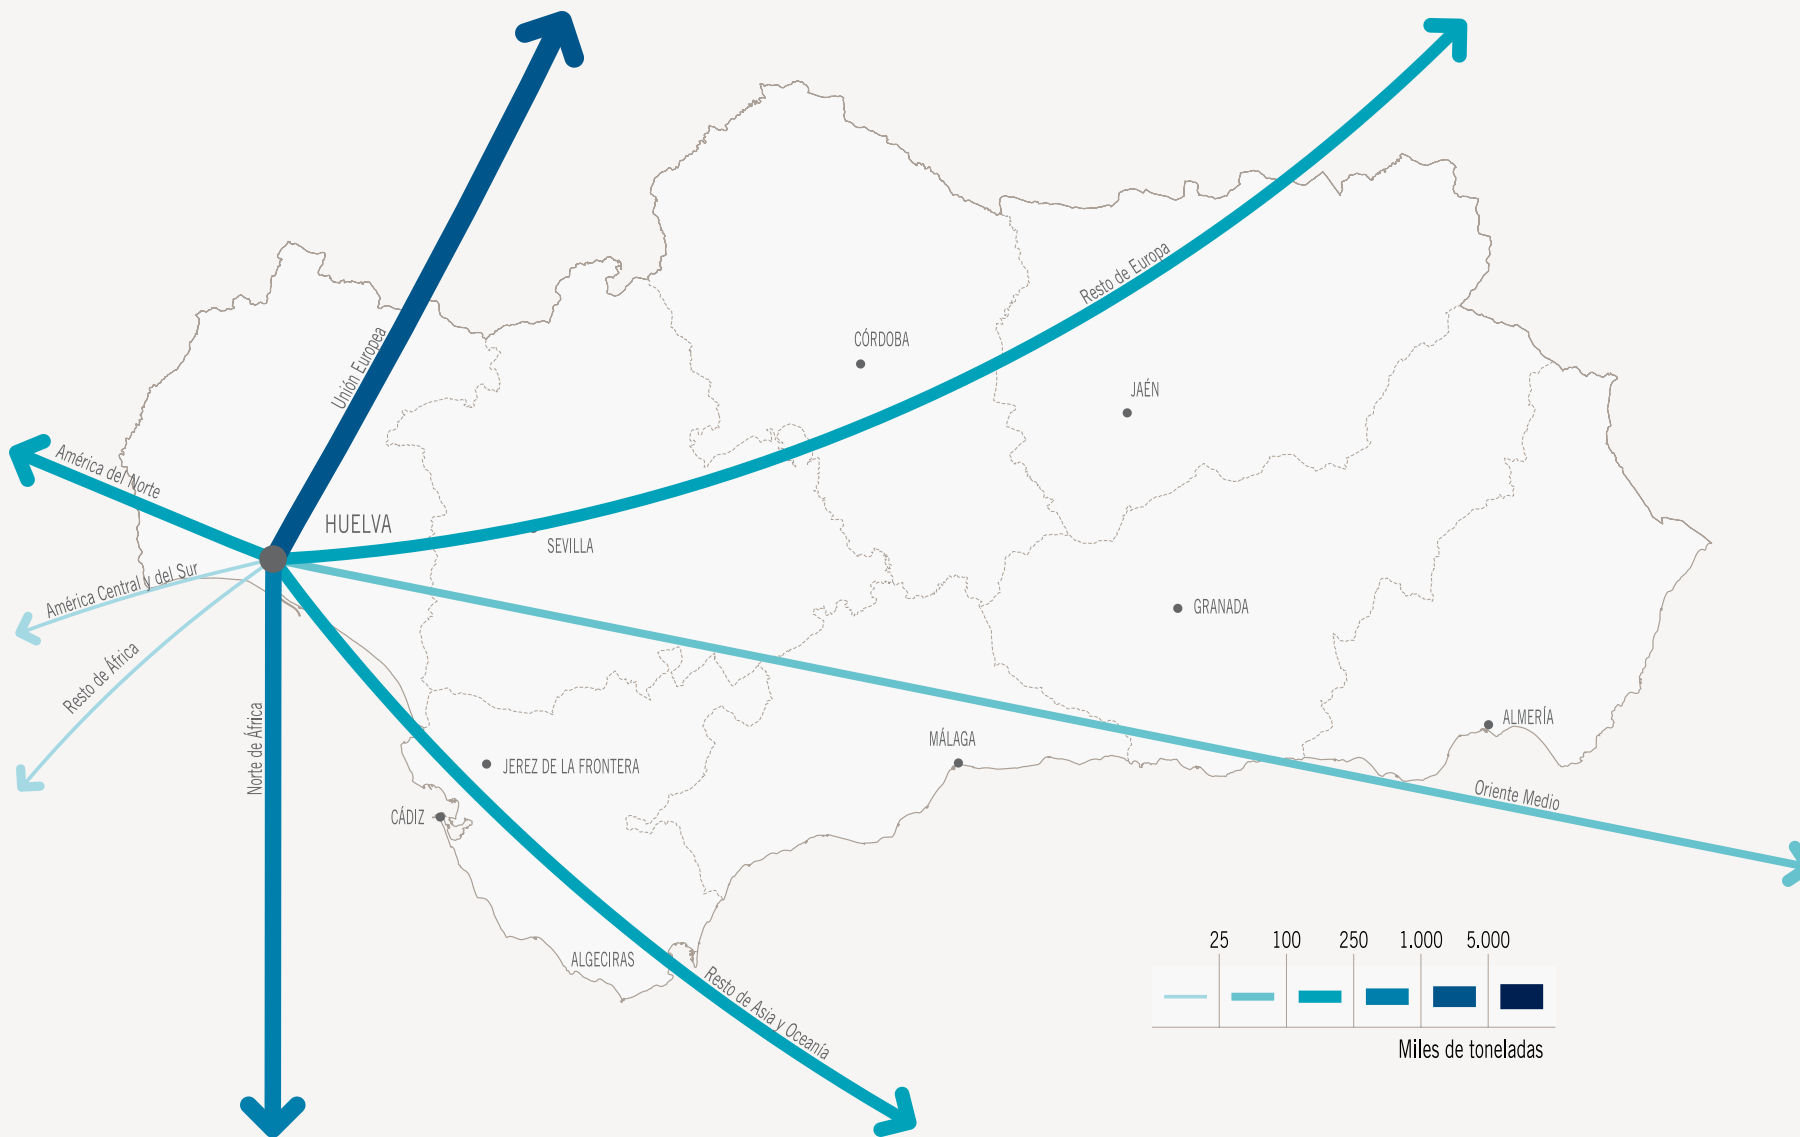 Resto de Europa
Unión Europea
CÓRDOBA
JAÉN
América del Norte
HUELVA
SEVILLA
América Central y del Sur
GRANADA
Resto de África
Norte de África
ALMERÍA
MÁLAGA
JEREZ DE LA FRONTERA
Oriente Medio
CÁDIZ
ALGECIRAS
Resto de Asia y Oceanía
25 100 250 1.000 5.000
Miles de toneladas